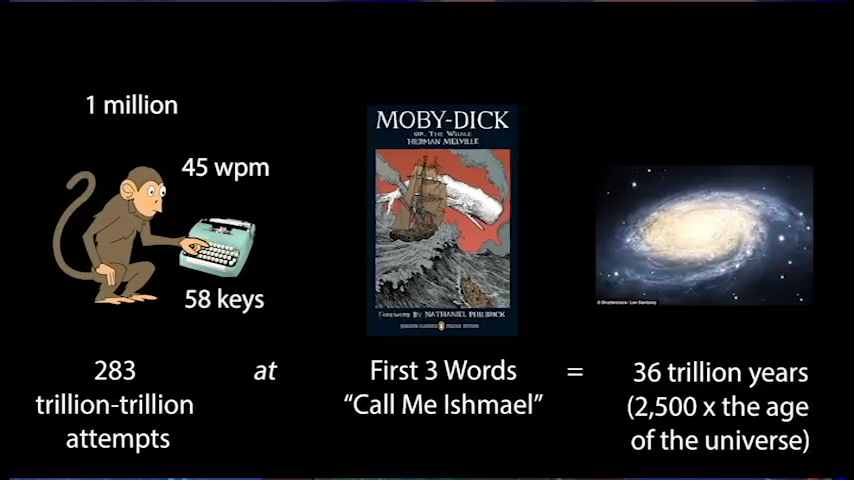 1 million
45 wpm
58 keys
MOBY-DICK
OR, THE WHALE
HERMAN MELVILLE
FOREWORD BY NATHANIEL PHILBRICK
283
trillion-trillion
attempts
at
First 3 Words
“Call Me Ishmael”
=
36 trillion years
(2,500 x the age
of the universe)